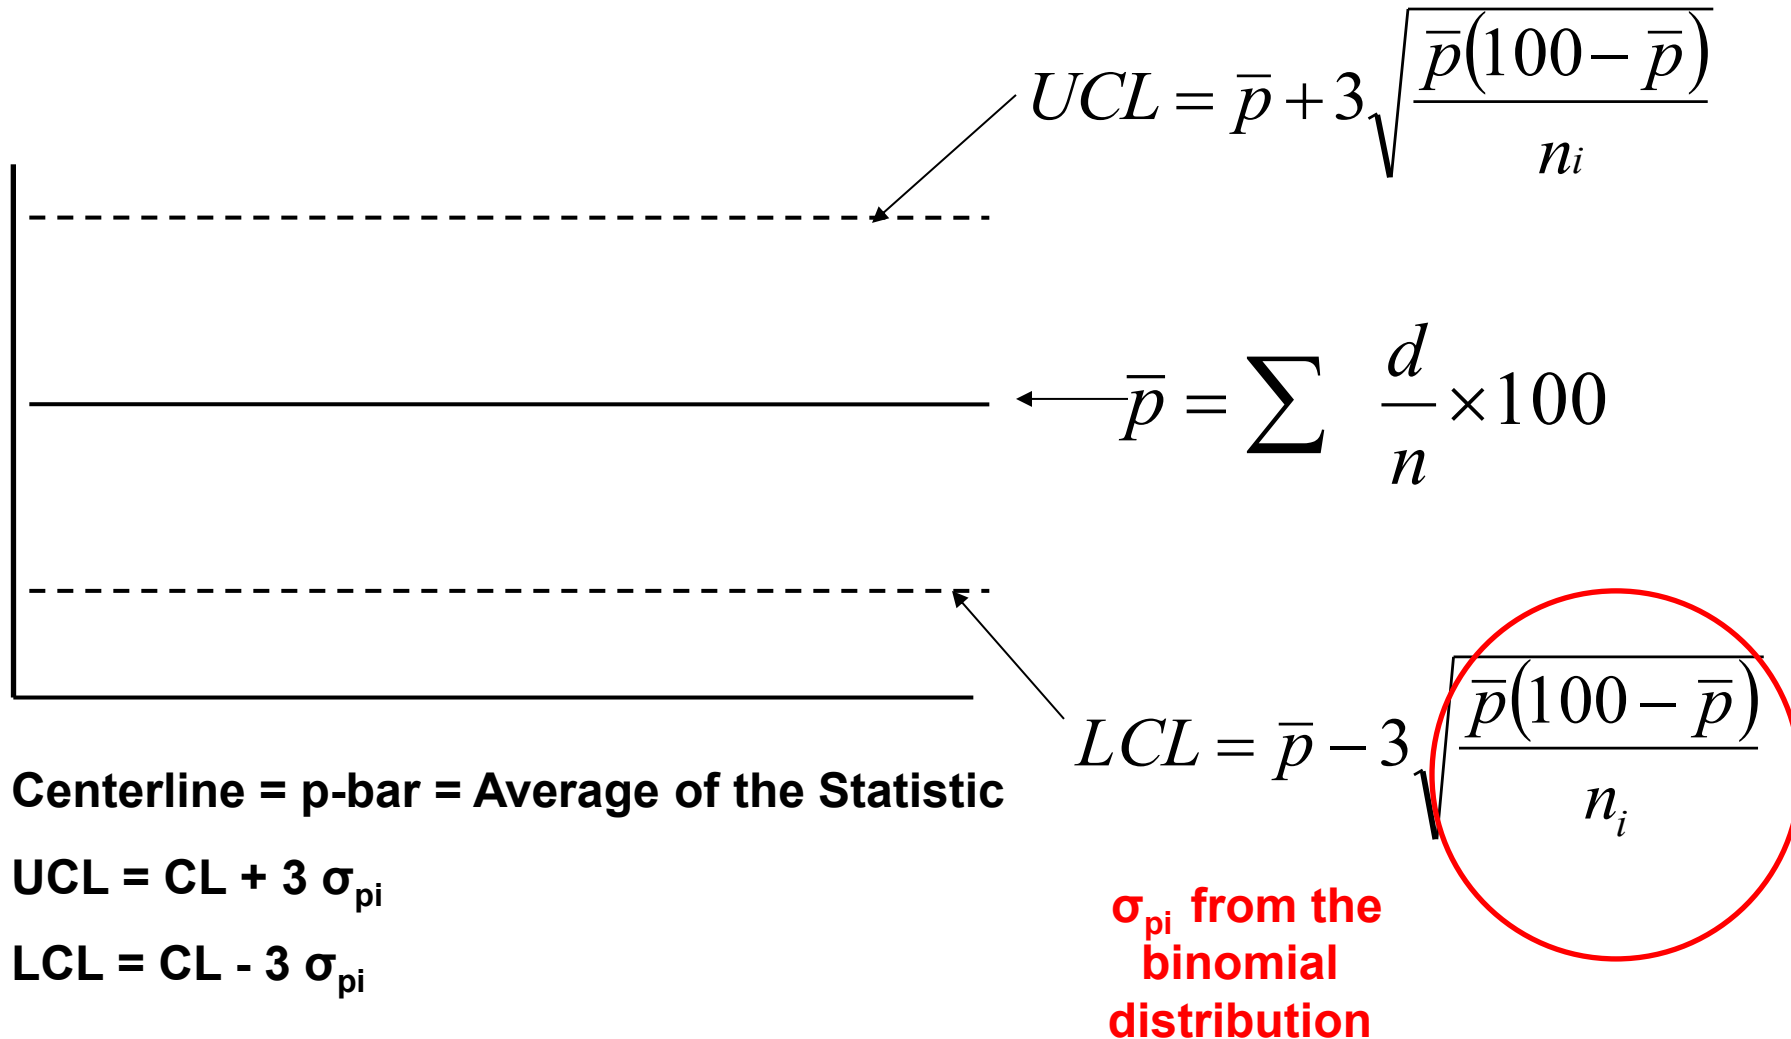 UCL = p̅ + 3√(p̅(100 − p̅) / nᵢ)
p̅ = ∑ d/n × 100
LCL = p̅ − 3√(p̅(100 − p̅) / nᵢ)
Centerline = p-bar = Average of the Statistic
UCL = CL + 3 σpi
LCL = CL - 3 σpi
σpi from the
binomial
distribution